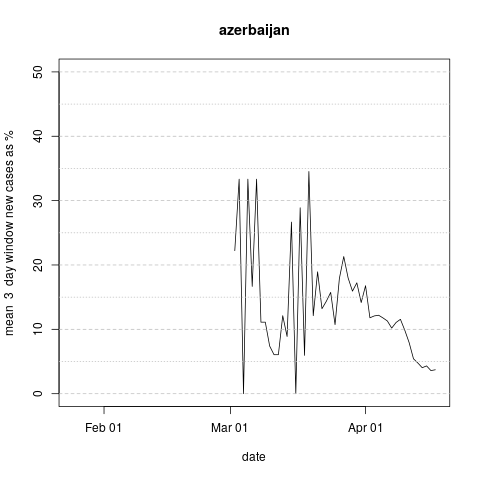 azerbaijan
mean 3 day window new cases as %
50
40
30
20
10
0
Feb 01
Mar 01
Apr 01
date